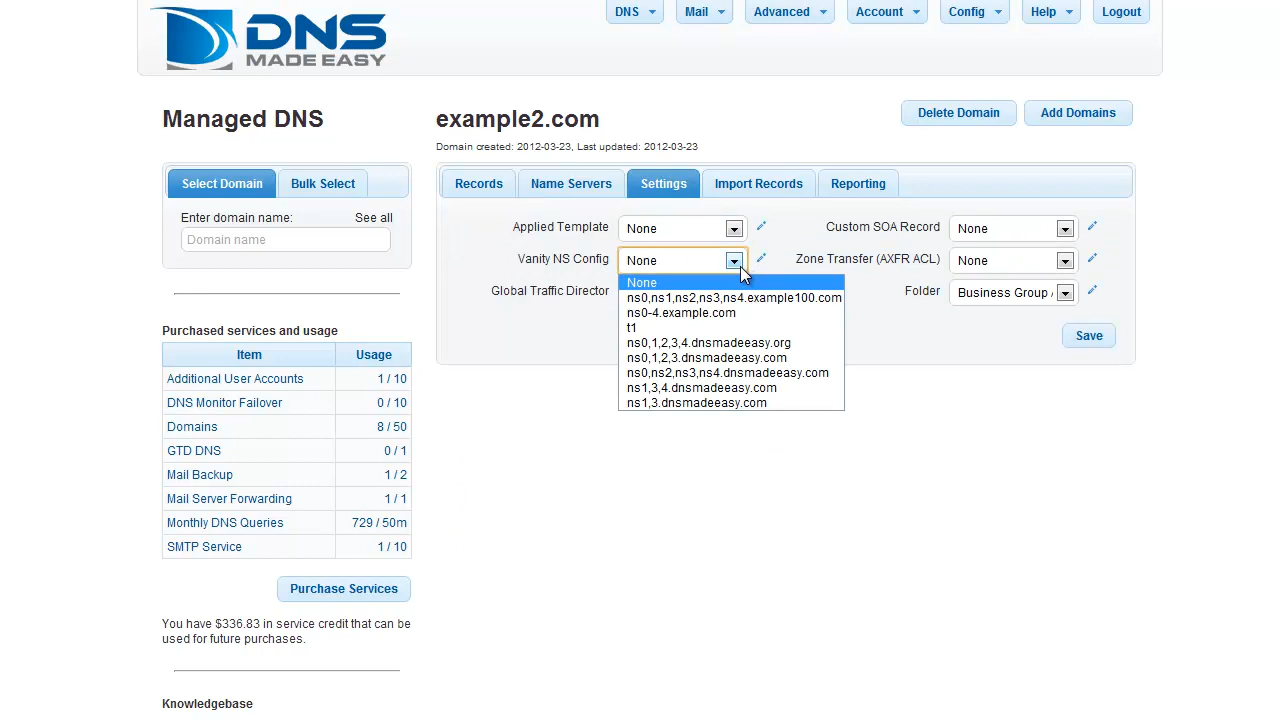 DNS
MADE EASY
DNS
Mail
Advanced
Account
Config
Help
Logout
Managed DNS
example2.com
Delete Domain
Add Domains
Domain created: 2012-03-23, Last updated: 2012-03-23
Select Domain
Bulk Select
Enter domain name:
See all
Domain name
Records
Name Servers
Settings
Import Records
Reporting
Applied Template
None
Custom SOA Record
None
Vanity NS Config
None
Zone Transfer (AXFR ACL)
None
Global Traffic Director
Folder
Business Group
None
ns0,ns1,ns2,ns3,ns4.example100.com
ns0-4.example.com
t1
ns0,1,2,3,4.dnsmadeeasy.org
ns0,1,2,3.dnsmadeeasy.com
ns0,ns2,ns3,ns4.dnsmadeeasy.com
ns1,3,4.dnsmadeeasy.com
ns1,3.dnsmadeeasy.com
Save
Purchased services and usage
Item Usage
Additional User Accounts 1 / 10
DNS Monitor Failover 0 / 10
Domains 8 / 50
GTD DNS 0 / 1
Mail Backup 1 / 2
Mail Server Forwarding 1 / 1
Monthly DNS Queries 729 / 50m
SMTP Service 1 / 10
Purchase Services
You have $336.83 in service credit that can be
used for future purchases.
Knowledgebase